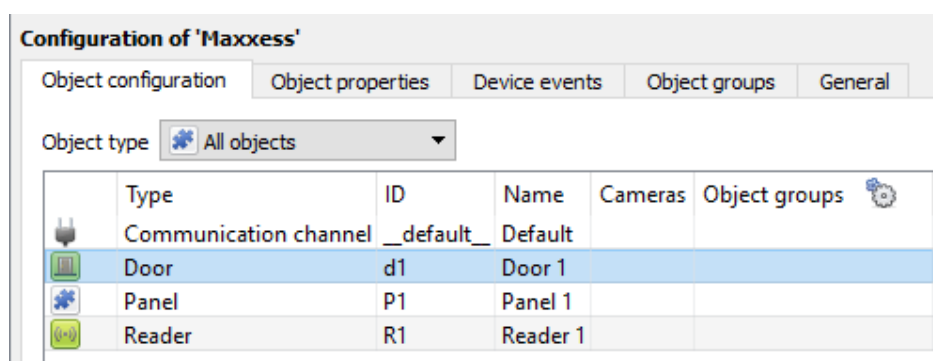 Configuration of 'Maxxess'
Object configuration Object properties Device events Object groups General
Object type All objects
Type ID Name Cameras Object groups
Communication channel __default__ Default
Door d1 Door 1
Panel P1 Panel 1
Reader R1 Reader 1